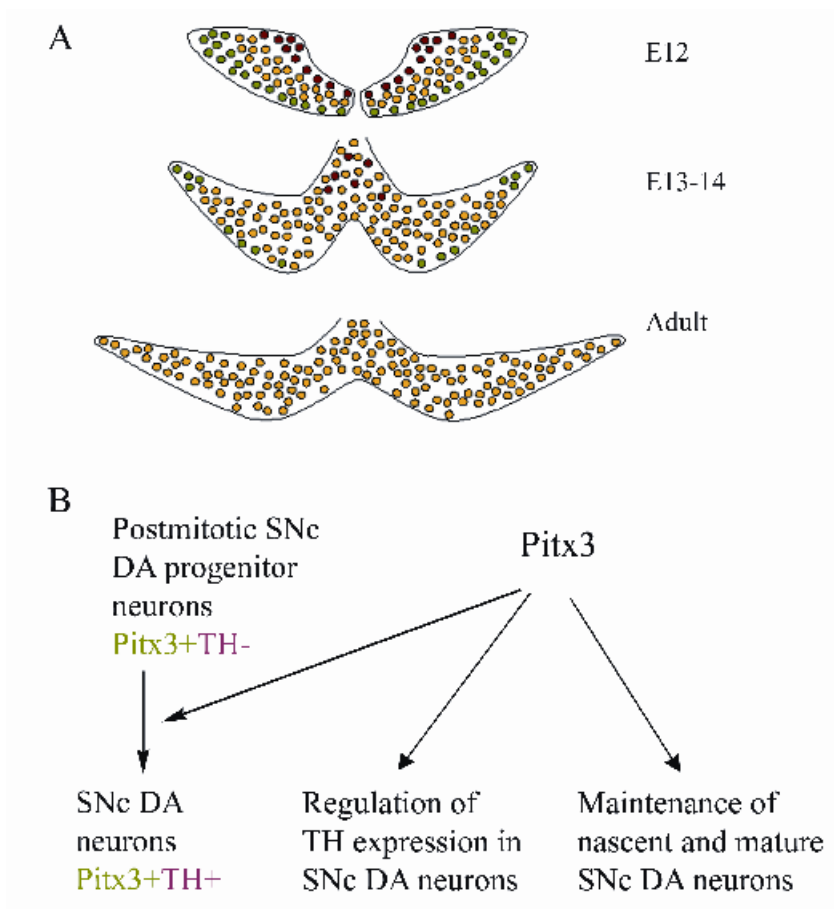 A
E12
E13-14
Adult
B
Postmitotic SNc
DA progenitor
neurons
Pitx3+TH-
Pitx3
SNc DA
neurons
Pitx3+TH+
Regulation of
TH expression in
SNc DA neurons
Maintenance of
nascent and mature
SNc DA neurons